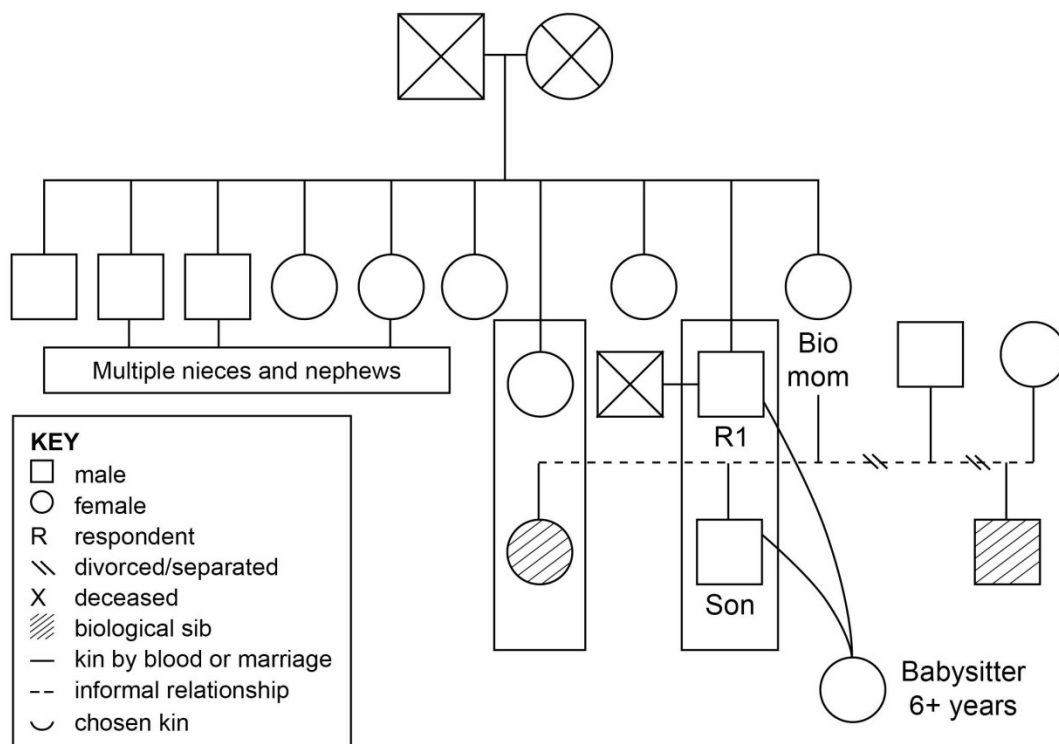 Bio
mom
Multiple nieces and nephews
R1
KEY
male
female
R respondent
divorced/separated
X deceased
biological sib
kin by blood or marriage
informal relationship
chosen kin
Son
Babysitter
6+ years